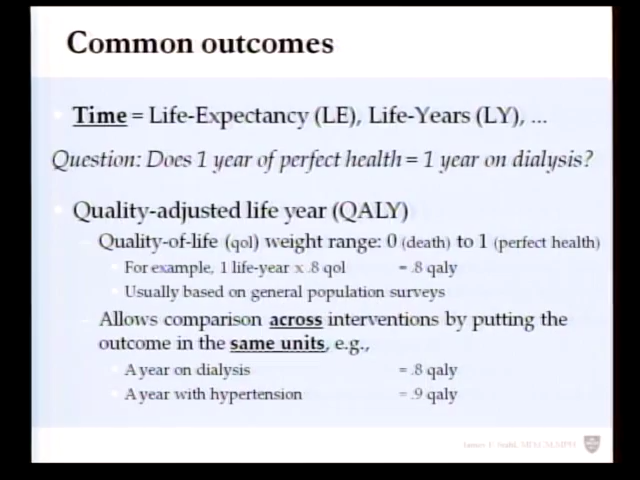 Common outcomes
Time = Life-Expectancy (LE), Life-Years (LY), ...
Question: Does 1 year of perfect health = 1 year on dialysis?
Quality-adjusted life year (QALY)
Quality-of-life (qol) weight range: 0 (death) to 1 (perfect health)
For example, 1 life-year x .8 qol = .8 qaly
Usually based on general population surveys
Allows comparison across interventions by putting the
outcome in the same units, e.g.,
A year on dialysis = .8 qaly
A year with hypertension = .9 qaly